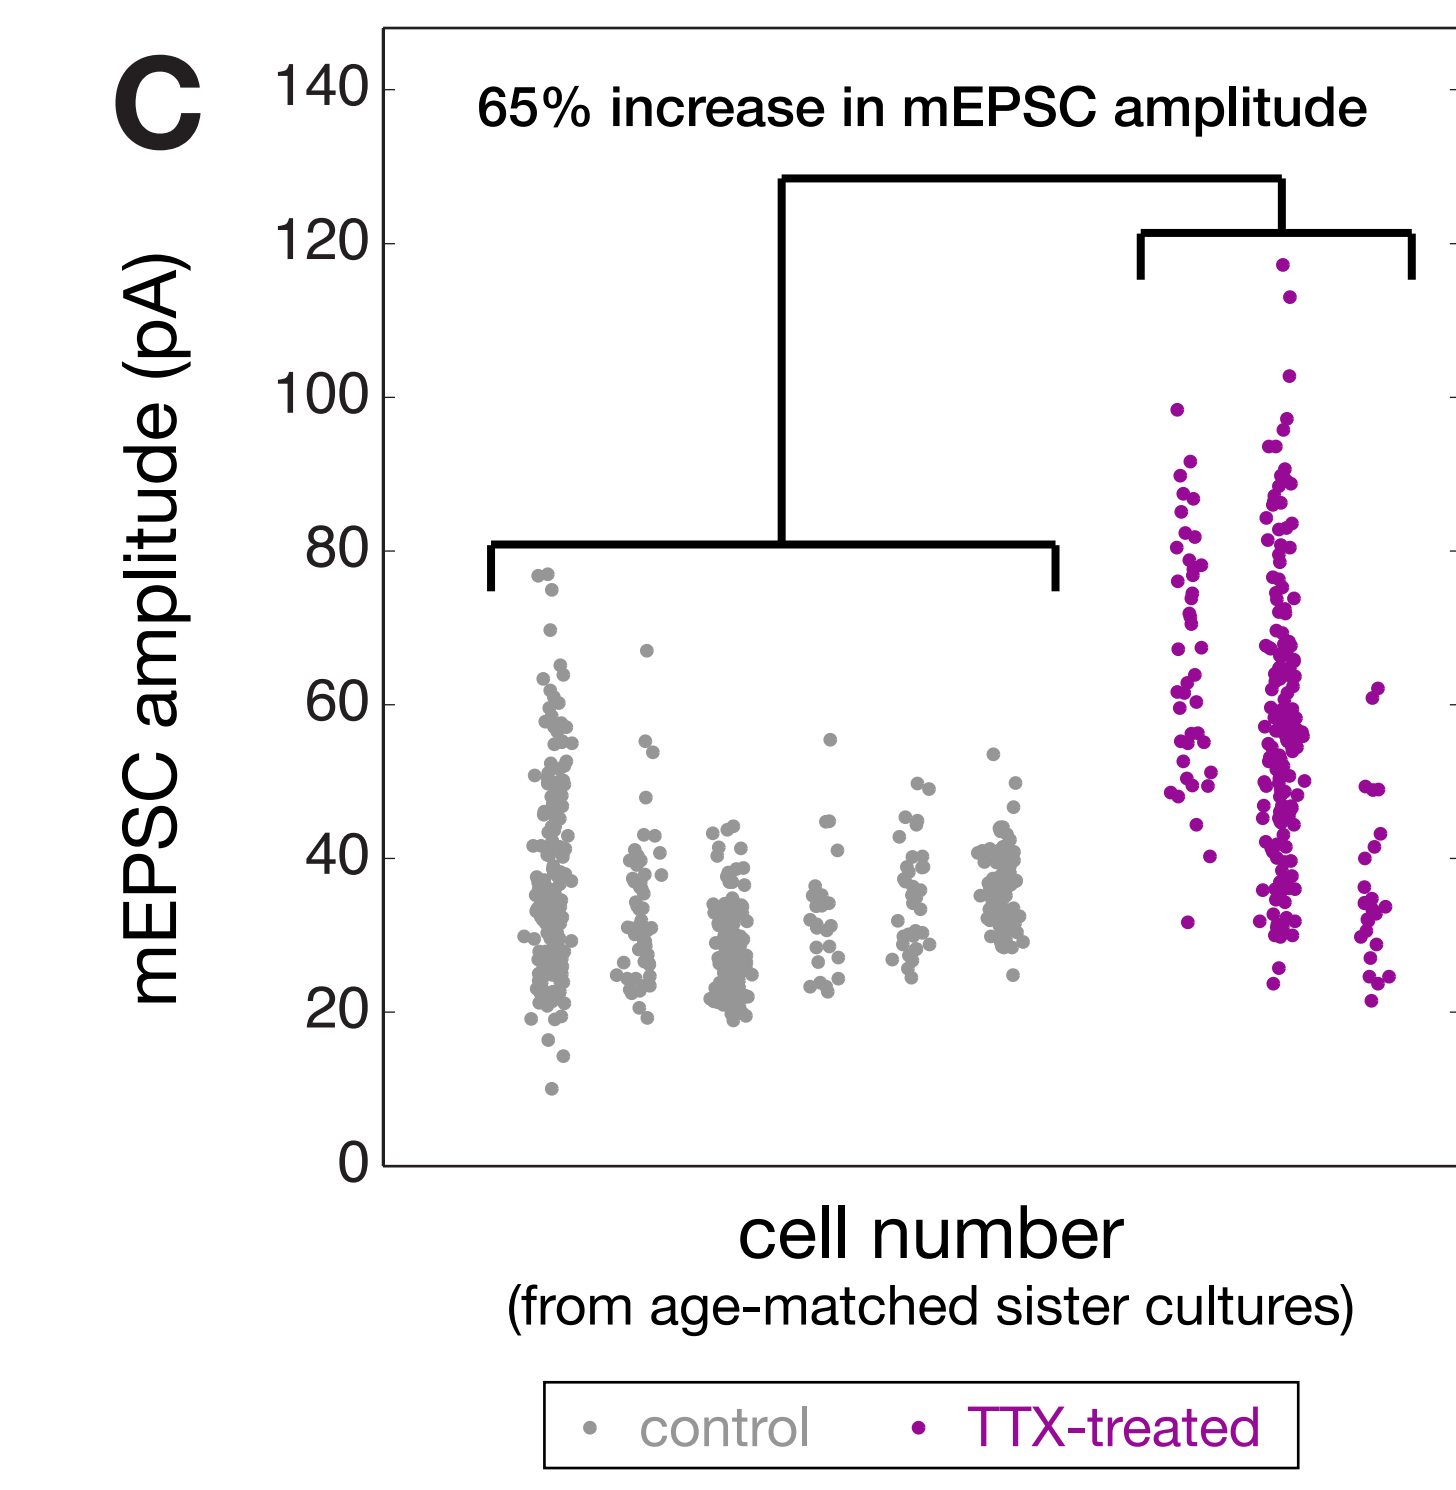 C
65% increase in mEPSC amplitude
mEPSC amplitude (pA)
140
120
100
80
60
40
20
0
cell number
(from age-matched sister cultures)
control
TTX-treated